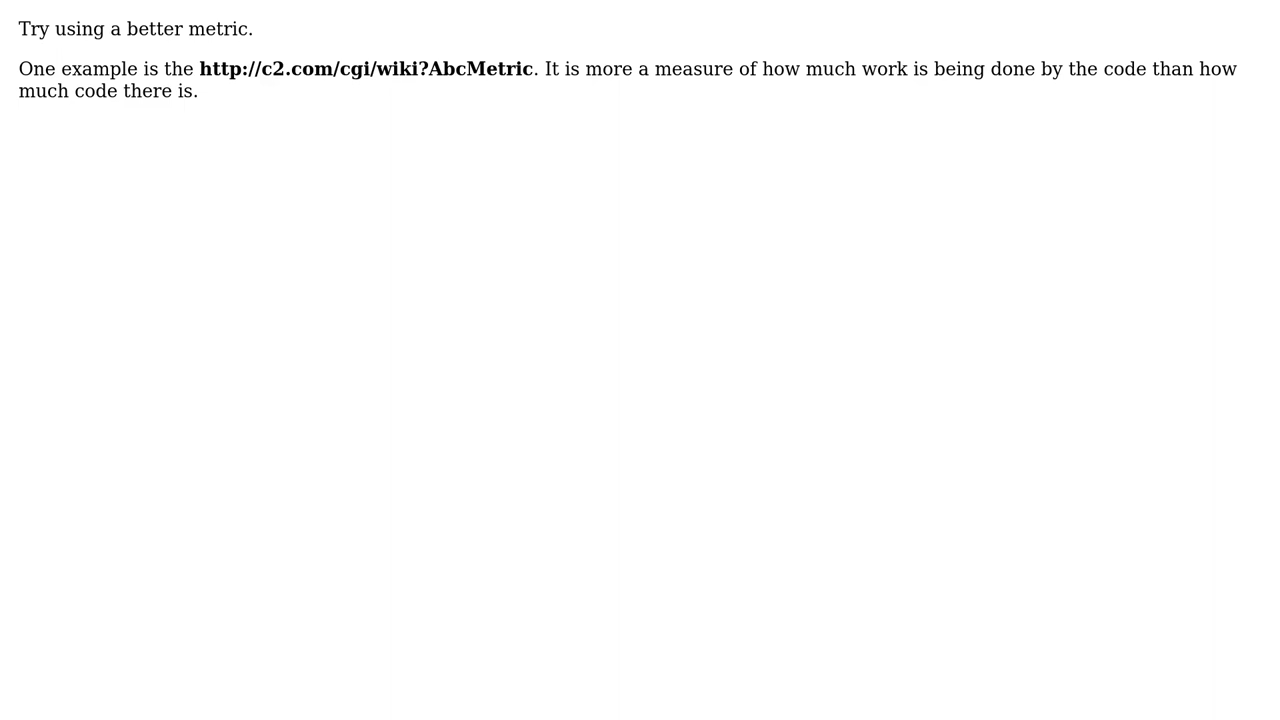 Try using a better metric.
One example is the http://c2.com/cgi/wiki?AbcMetric. It is more a measure of how much work is being done by the code than how
much code there is.